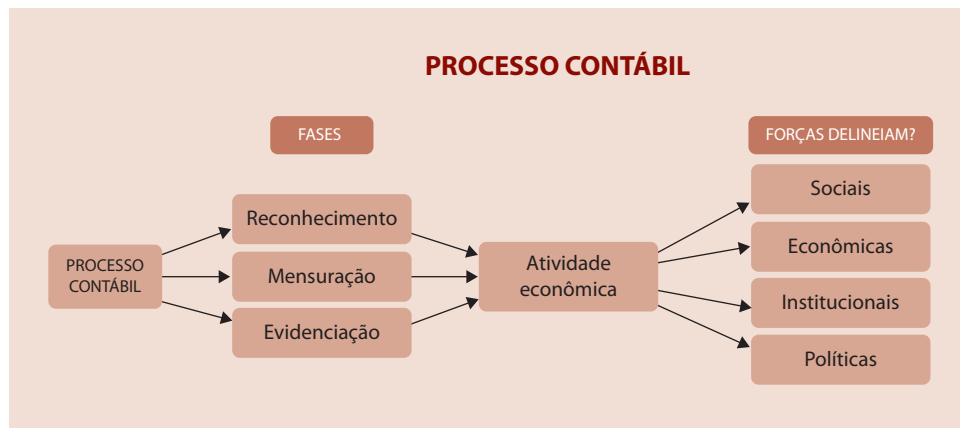 PROCESSO CONTÁBIL
FASES
FORÇAS DELINEIAM?
PROCESSO
CONTÁBIL
Reconhecimento
Mensuração
Evidenciação
Atividade
econômica
Sociais
Econômicas
Institucionais
Políticas